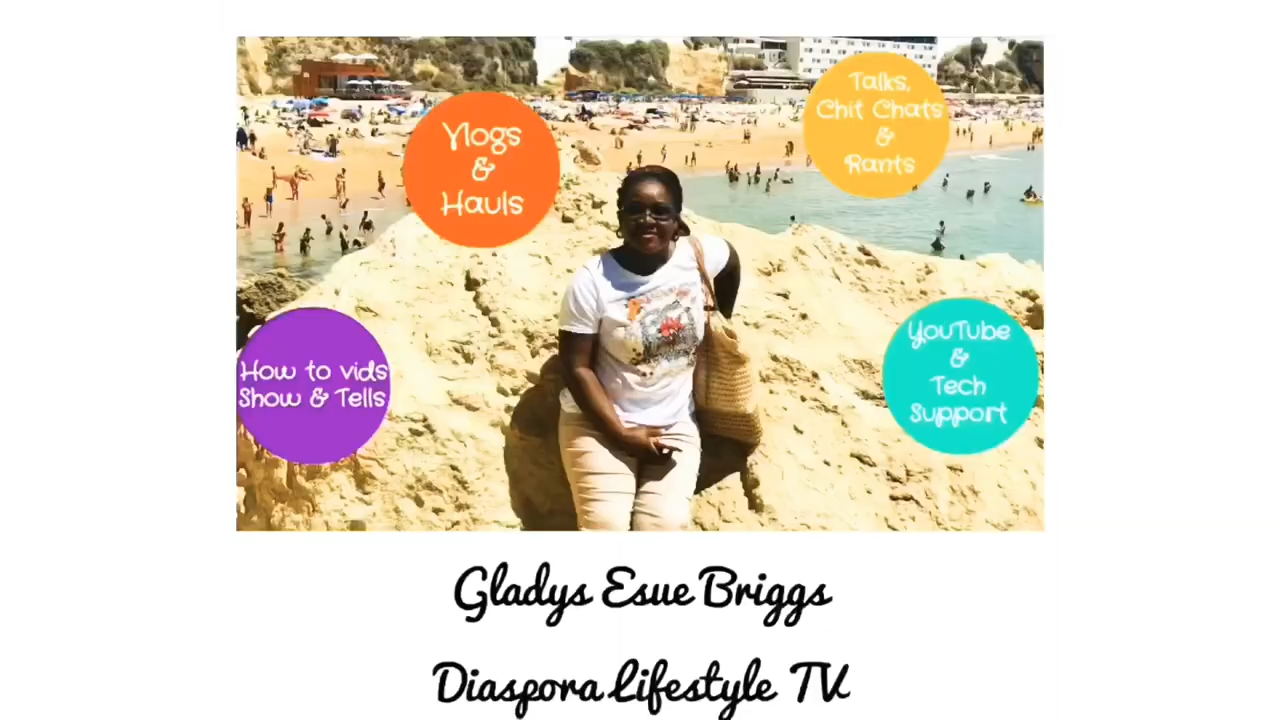 Vlogs
&
Hauls
Talks,
Chit Chats
&
Rants
How to vids
Show & Tells
YouTube
&
Tech
Support
Gladys Esue Briggs
Diaspora Lifestyle TV